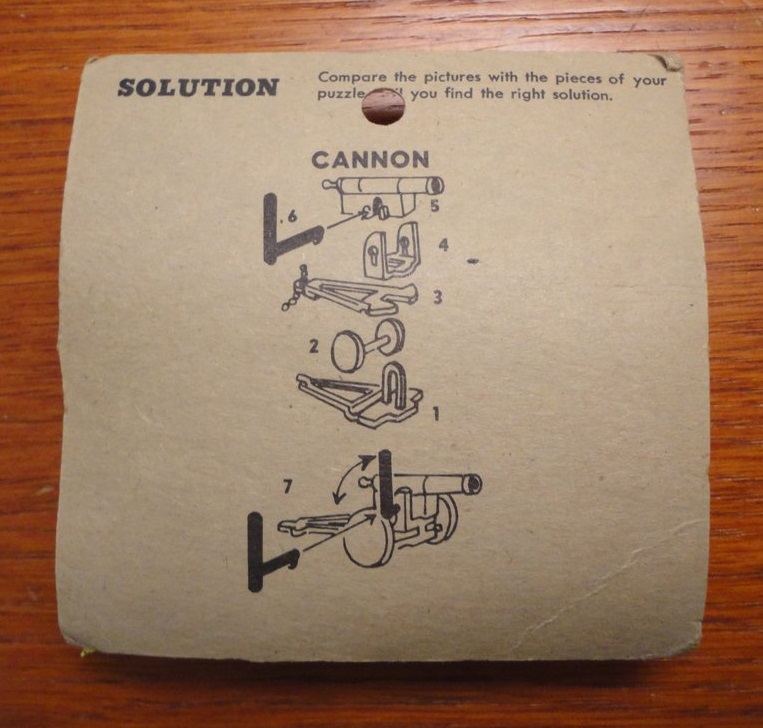 SOLUTION
Compare the pictures with the pieces of your
puzzle you find the right solution.
CANNON
5
6
4
3
2
1
7